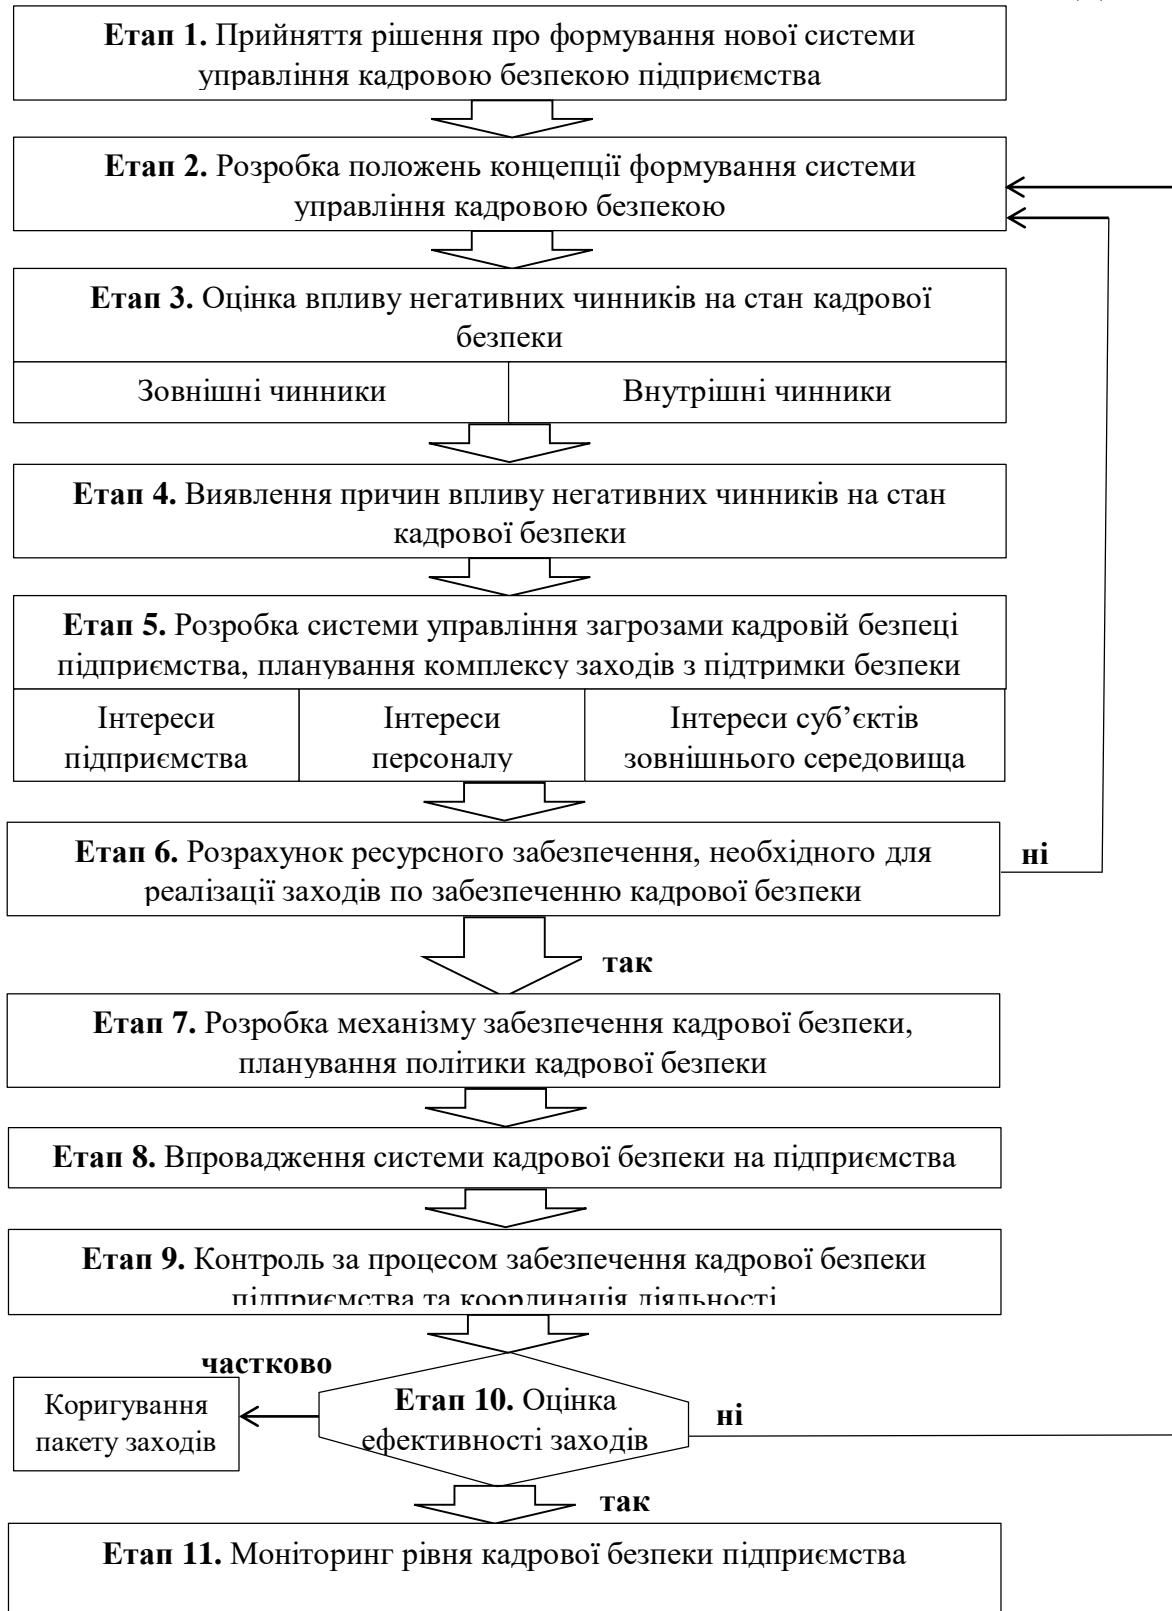 Етап 1. Прийняття рішення про формування нової системи
управління кадровою безпекою підприємства
Етап 2. Розробка положень концепції формування системи
управління кадровою безпекою
Етап 3. Оцінка впливу негативних чинників на стан кадрової
безпеки
Зовнішні чинники
Внутрішні чинники
Етап 4. Виявлення причин впливу негативних чинників на стан
кадрової безпеки
Етап 5. Розробка системи управління загрозами кадровій безпеці
підприємства, планування комплексу заходів з підтримки безпеки
Інтереси
підприємства
Інтереси
персоналу
Інтереси суб’єктів
зовнішнього середовища
Етап 6. Розрахунок ресурсного забезпечення, необхідного для
реалізації заходів по забезпеченню кадрової безпеки
ні
так
Етап 7. Розробка механізму забезпечення кадрової безпеки,
планування політики кадрової безпеки
Етап 8. Впровадження системи кадрової безпеки на підприємства
Етап 9. Контроль за процесом забезпечення кадрової безпеки
підприємства та координація діяльності
частково
Коригування
пакету заходів
Етап 10. Оцінка
ефективності заходів
ні
так
Етап 11. Моніторинг рівня кадрової безпеки підприємства